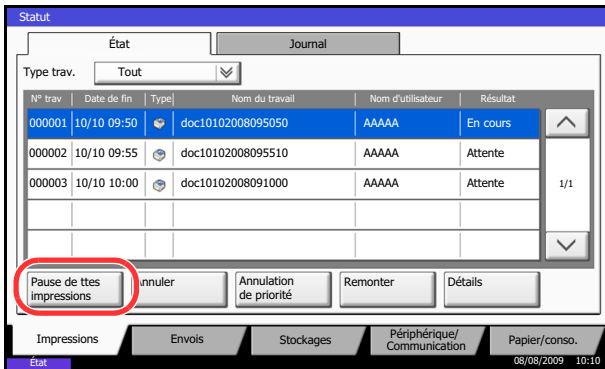 Statut
État Journal
Type trav. Tout
N° trav Date de fin Type Nom du travail Nom d'utilisateur Résultat
000001 10/10 09:50 doc10102008095050 AAAAA En cours
000002 10/10 09:55 doc10102008095510 AAAAA Attente
000003 10/10 10:00 doc10102008091000 AAAAA Attente
1/1
Pause de ttes
impressions
nnuler
Annulation
de priorité
Remonter
Détails
Impressions Envois Stockages
Périphérique/
Communication
Papier/conso.
État 08/08/2009 10:10